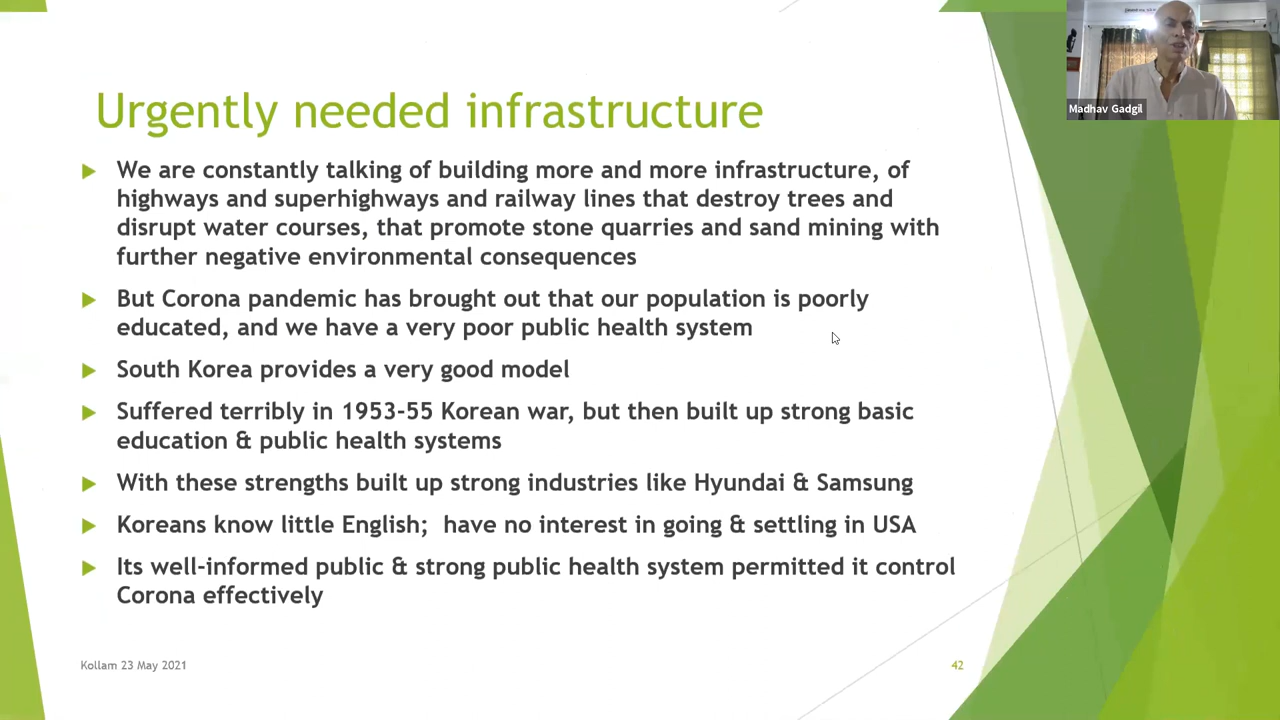 Madhav Gadgil
Urgently needed infrastructure
We are constantly talking of building more and more infrastructure, of
highways and superhighways and railway lines that destroy trees and
disrupt water courses, that promote stone quarries and sand mining with
further negative environmental consequences
But Corona pandemic has brought out that our population is poorly
educated, and we have a very poor public health system
South Korea provides a very good model
Suffered terribly in 1953-55 Korean war, but then built up strong basic
education & public health systems
With these strengths built up strong industries like Hyundai & Samsung
Koreans know little English;  have no interest in going & settling in USA
Its well-informed public & strong public health system permitted it control
Corona effectively
Kollam 23 May 2021
42